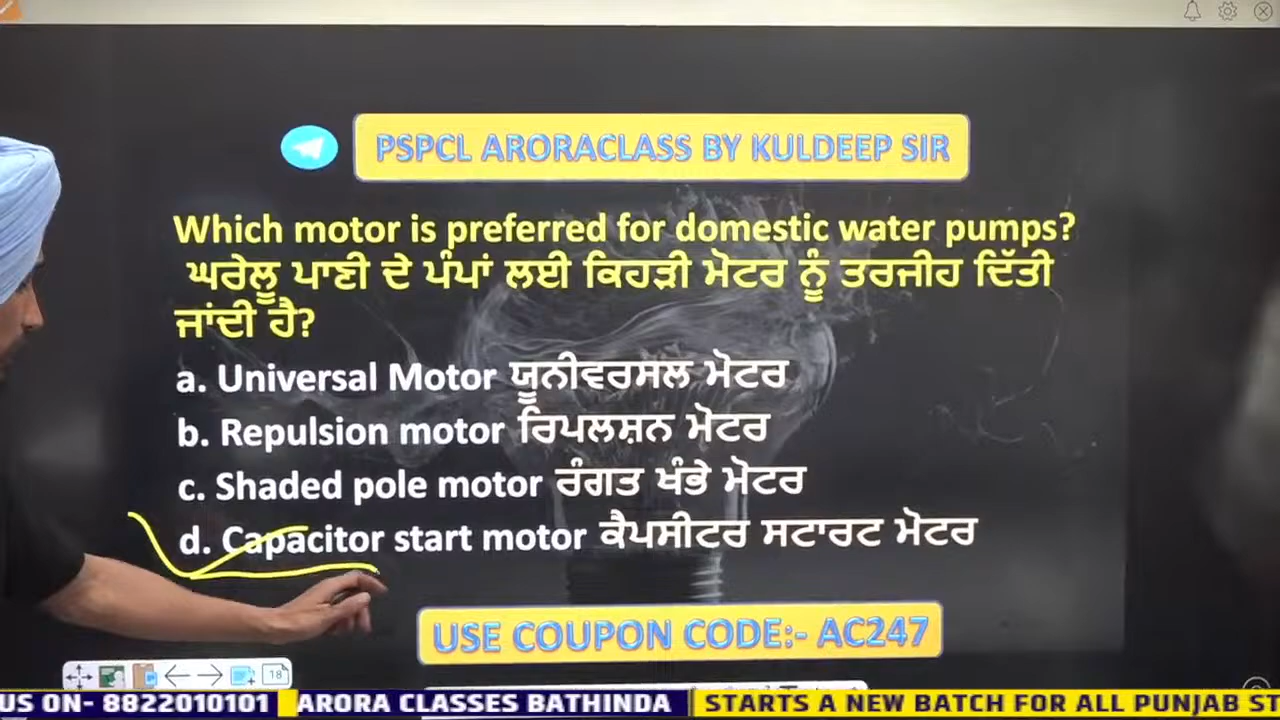 PSPCL ARORACLASS BY KULDEEP SIR
Which motor is preferred for domestic water pumps?
ਘਰੇਲੂ ਪਾਣੀ ਦੇ ਪੰਪਾਂ ਲਈ ਕਿਹੜੀ ਮੋਟਰ ਨੂੰ ਤਰਜੀਹ ਦਿੱਤੀ
ਜਾਂਦੀ ਹੈ?
a. Universal Motor ਯੂਨੀਵਰਸਲ ਮੋਟਰ
b. Repulsion motor ਰਿਪਲਸ਼ਨ ਮੋਟਰ
c. Shaded pole motor ਰੰਗਤ ਖੰਭੇ ਮੋਟਰ
d. Capacitor start motor ਕੈਪਸੀਟਰ ਸਟਾਰਟ ਮੋਟਰ
USE COUPON CODE:- AC247
18
US ON- 8822010101 ARORA CLASSES BATHINDA STARTS A NEW BATCH FOR ALL PUNJAB ST